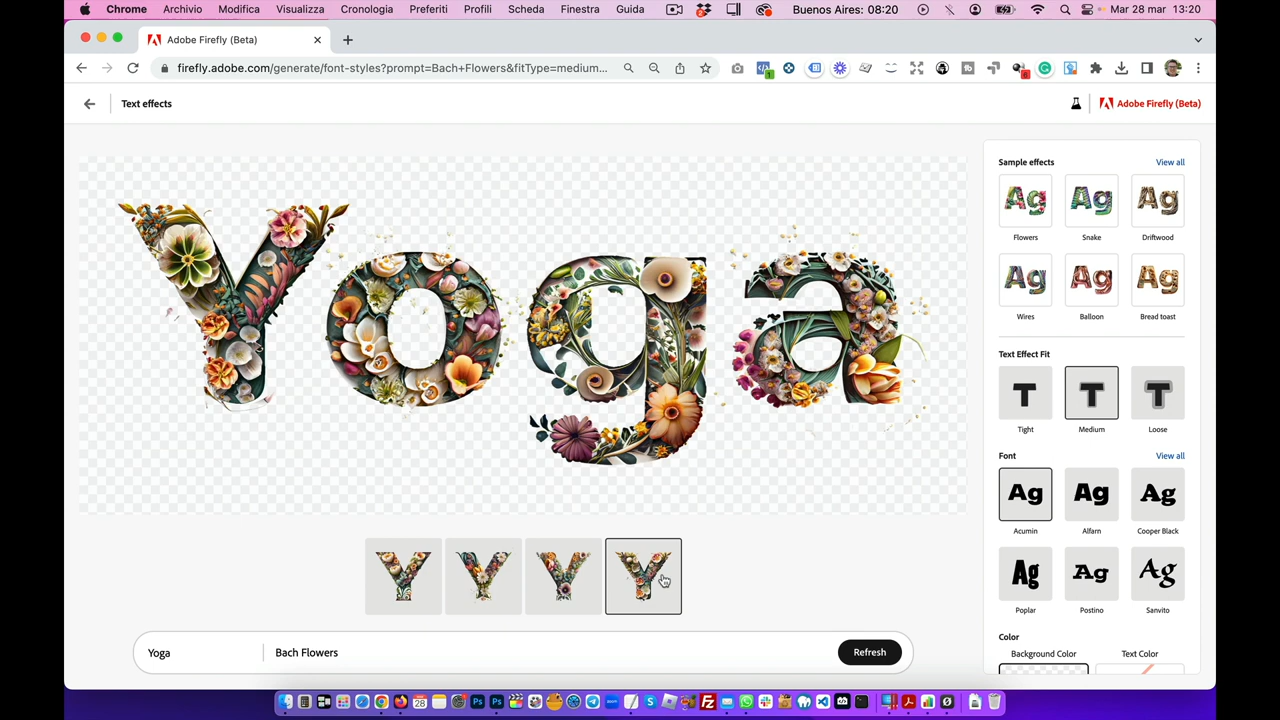 Chrome Archivio Modifica Visualizza Cronologia Preferiti Profili Scheda Finestra Guida Buenos Aires: 08:20 Mar 28 mar 13:20
Adobe Firefly (Beta)
firefly.adobe.com/generate/font-styles?prompt=Bach+Flowers&fitType=medium...
Text effects
Adobe Firefly (Beta)
Yoga
Sample effects View all
Ag Ag Ag
Flowers Snake Driftwood
Ag Ag Ag
Wires Balloon Bread toast
Text Effect Fit
T T T
Tight Medium Loose
Font View all
Ag Ag Ag
Acumin Alfarn Cooper Black
Ag Ag Ag
Poplar Postino Sanvito
Color
Background Color Text Color
Y Y Y Y
Yoga Bach Flowers Refresh